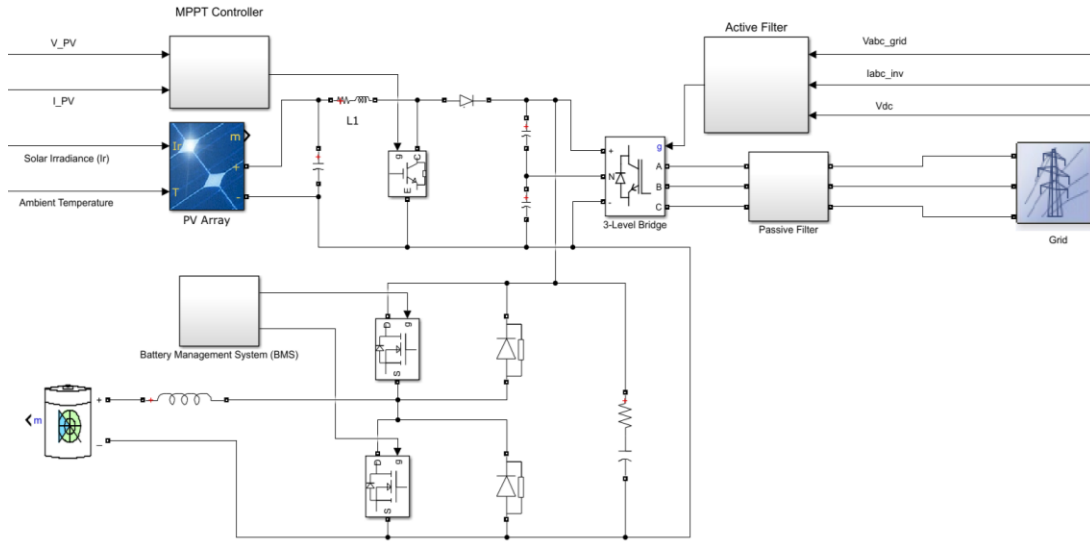 MPPT Controller
Active Filter
V_PV
Vabc_grid
I_PV
Iabc_inv
Vdc
L1
Ir
m
Solar Irradiance (Ir)
+
g
C
E
T
-
Ambient Temperature
PV Array
g
+
N
-
A
B
C
3-Level Bridge
Passive Filter
Grid
Battery Management System (BMS)
D
g
S
m
+
_
D
g
S